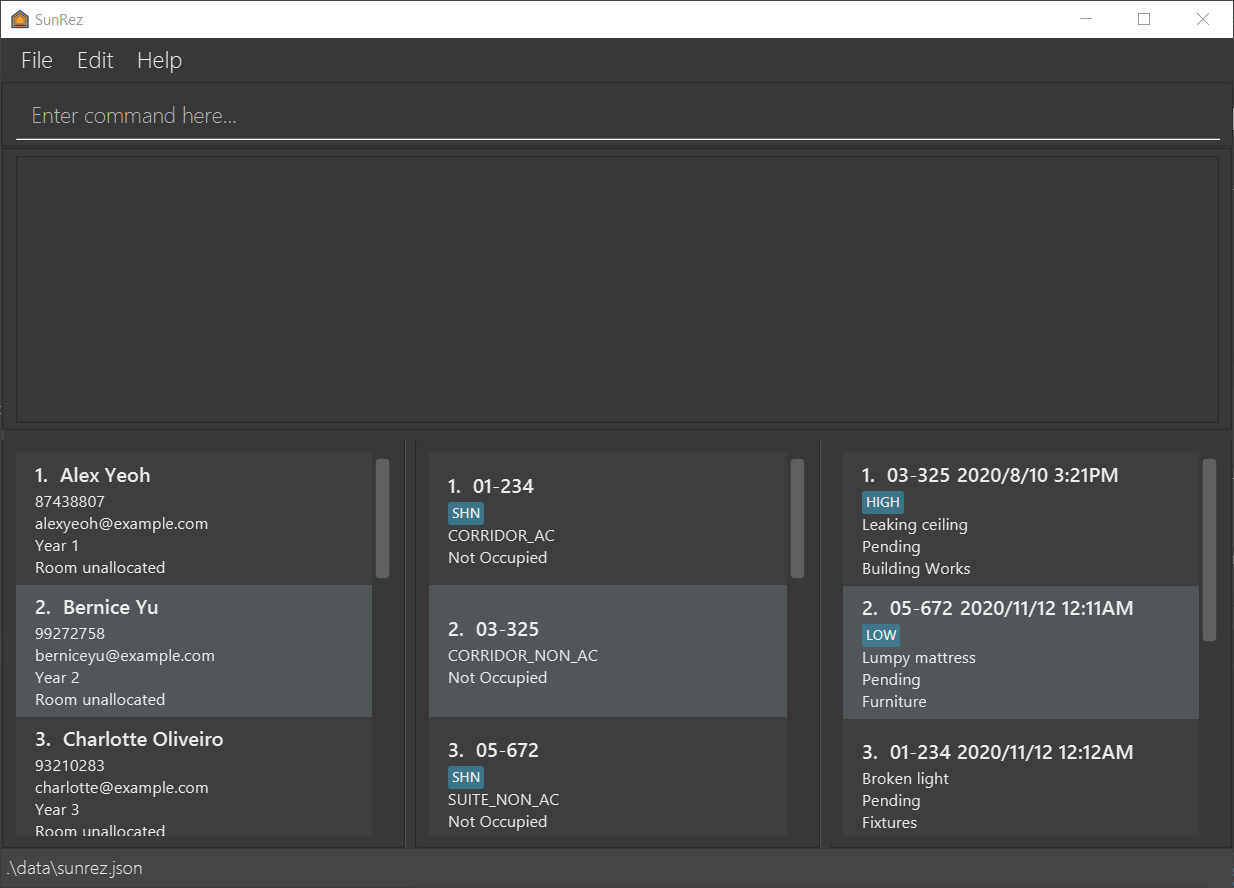 SunRez
File Edit Help
Enter command here...
1. Alex Yeoh
87438807
alexyeoh@example.com
Year 1
Room unallocated
2. Bernice Yu
99272758
berniceyu@example.com
Year 2
Room unallocated
3. Charlotte Oliveiro
93210283
charlotte@example.com
Year 3
Room unallocated
1. 01-234
SHN
CORRIDOR_AC
Not Occupied
2. 03-325
CORRIDOR_NON_AC
Not Occupied
3. 05-672
SHN
SUITE_NON_AC
Not Occupied
1. 03-325 2020/8/10 3:21PM
HIGH
Leaking ceiling
Pending
Building Works
2. 05-672 2020/11/12 12:11AM
LOW
Lumpy mattress
Pending
Furniture
3. 01-234 2020/11/12 12:12AM
Broken light
Pending
Fixtures
.\data\sunrez.json